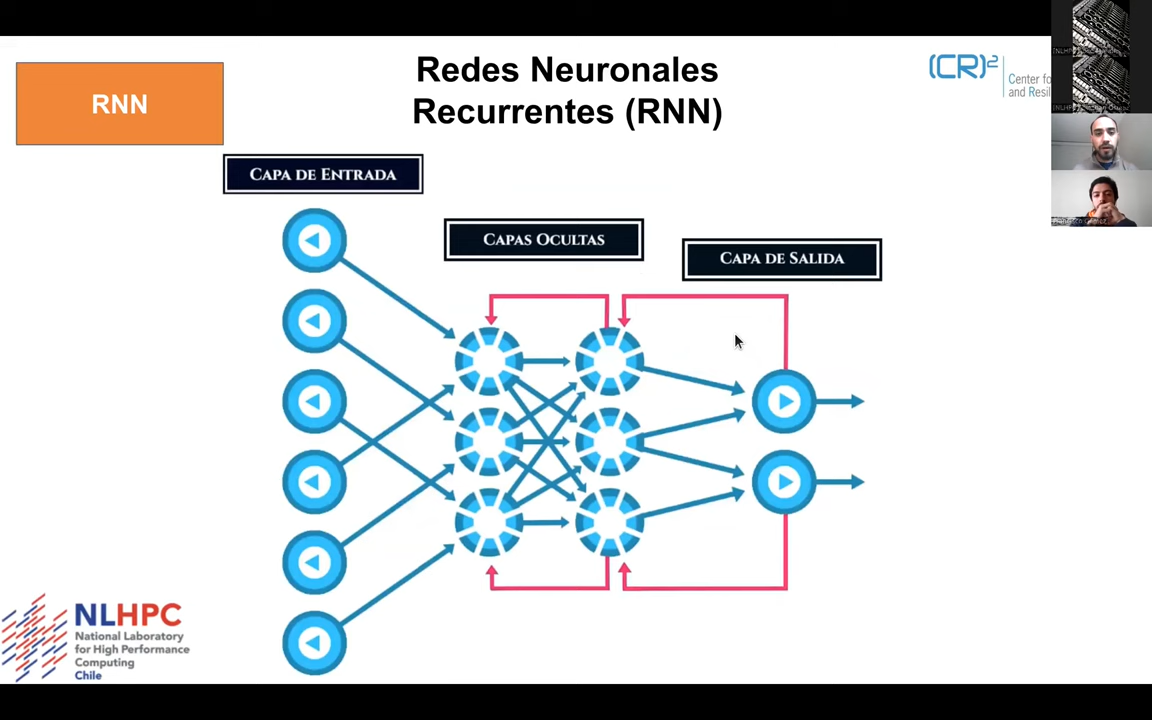 RNN
Redes Neuronales
Recurrentes (RNN)
(CR)²
Center for
and Resil
CAPA DE ENTRADA
CAPAS OCULTAS
CAPA DE SALIDA
NLHPC
National Laboratory
for High Performance
Computing
Chile